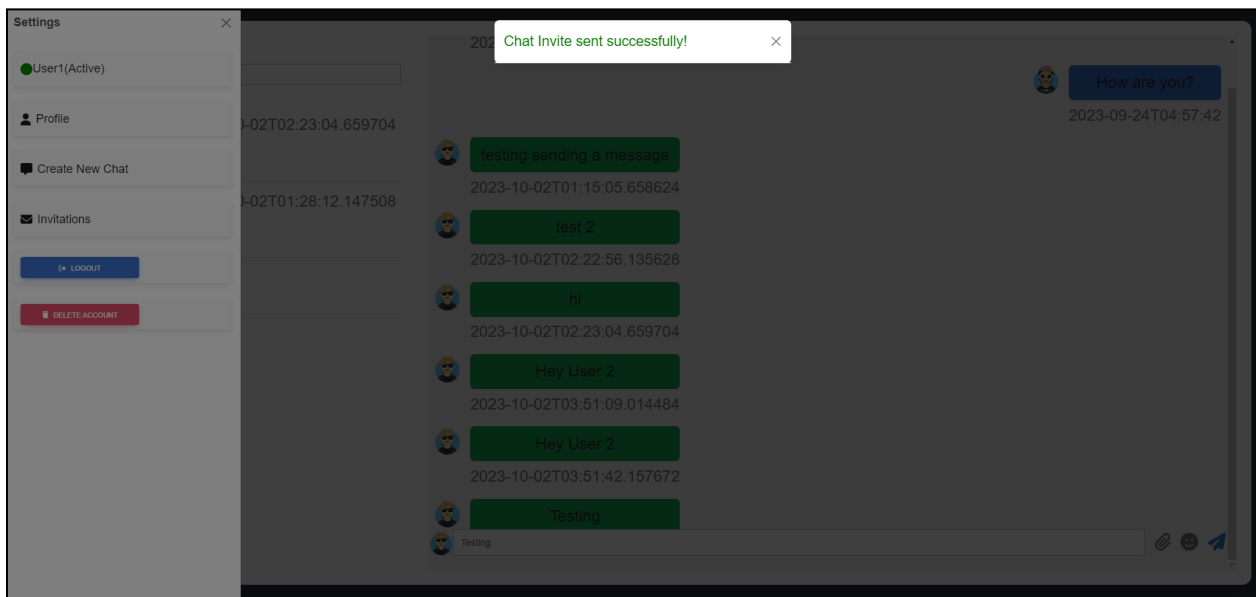 Settings
Chat Invite sent successfully!
User1(Active)
Profile
Create New Chat
Invitations
LOGOUT
DELETE ACCOUNT
-02T02:23:04.659704
-02T01:28:12.147508
202
How are you?
2023-09-24T04:57:42
testing sending a message
2023-10-02T01:15:05.658624
test 2
2023-10-02T02:22:56.135628
hi
2023-10-02T02:23:04.659704
Hey User 2
2023-10-02T03:51:09.014484
Hey User 2
2023-10-02T03:51:42.157672
Testing
Testing